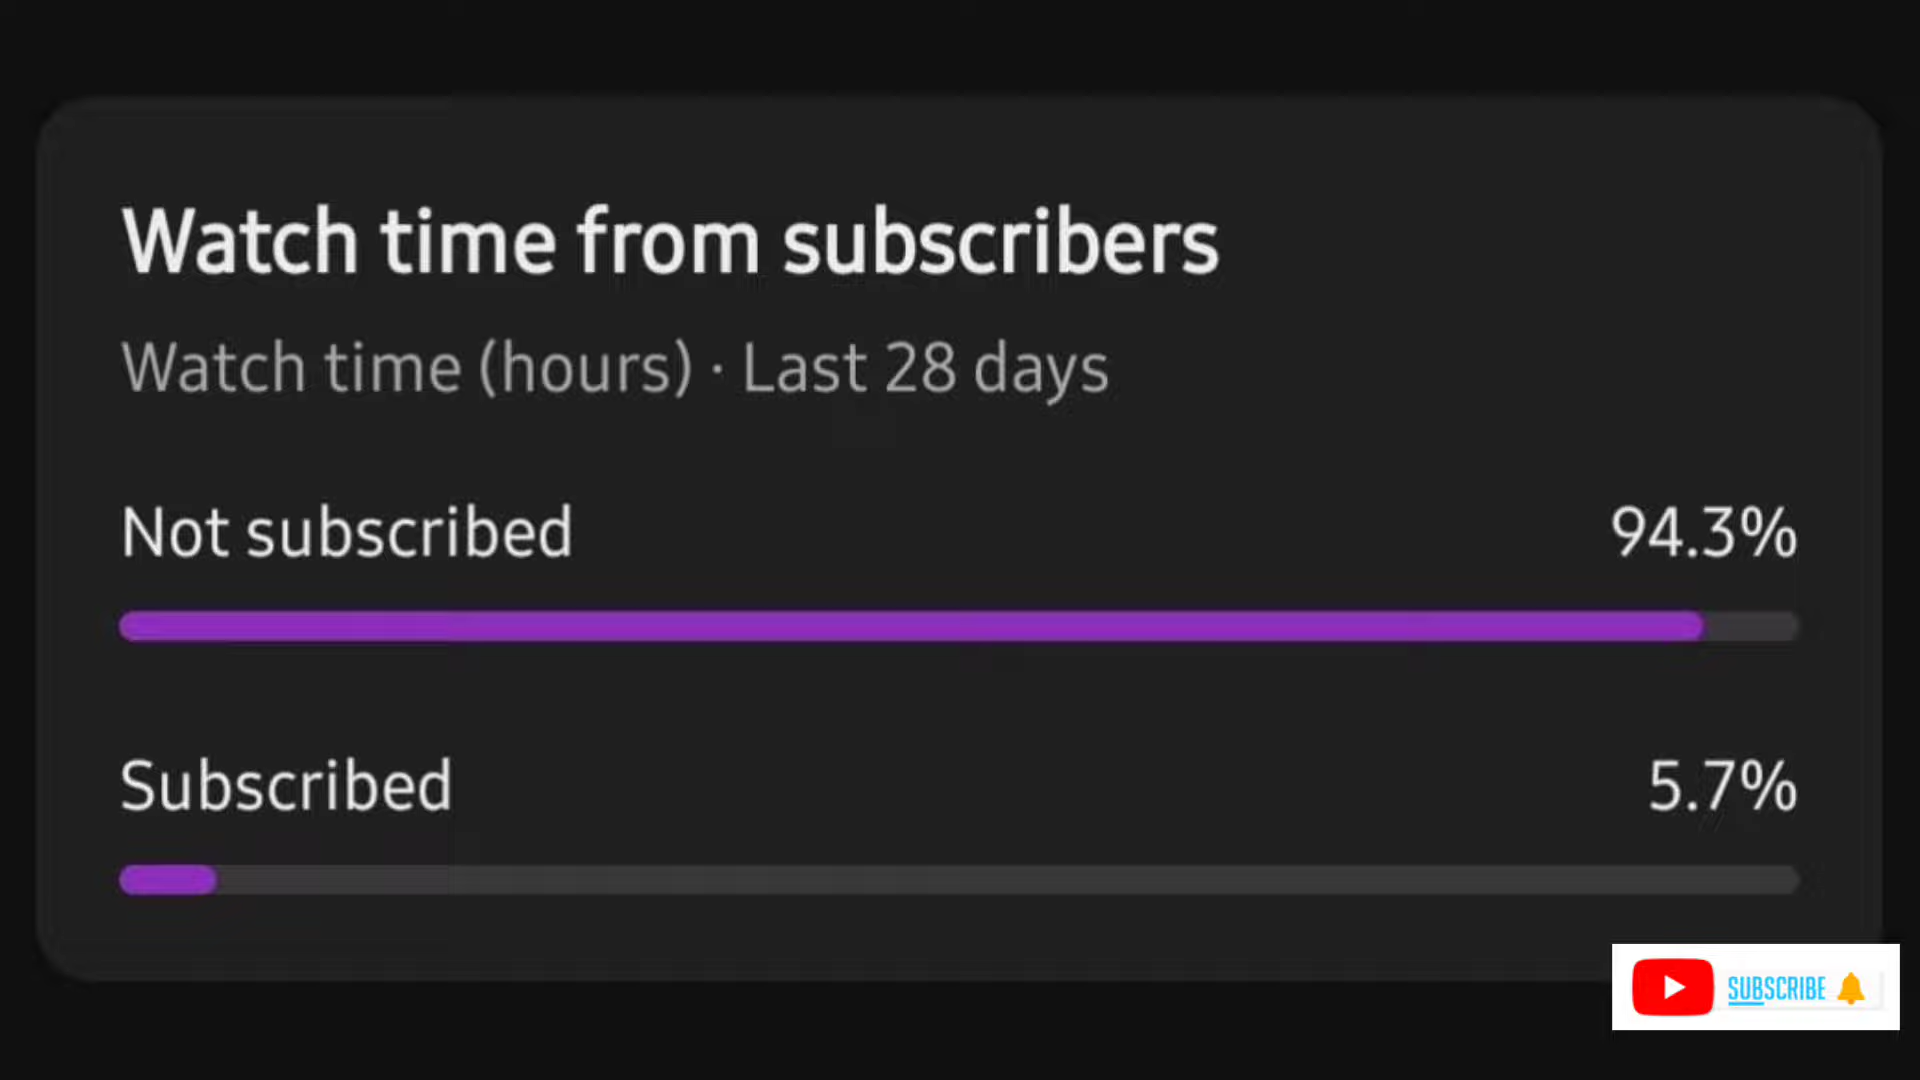 Watch time from subscribers
Watch time (hours) · Last 28 days
Not subscribed 94.3%
Subscribed 5.7%
SUBSCRIBE